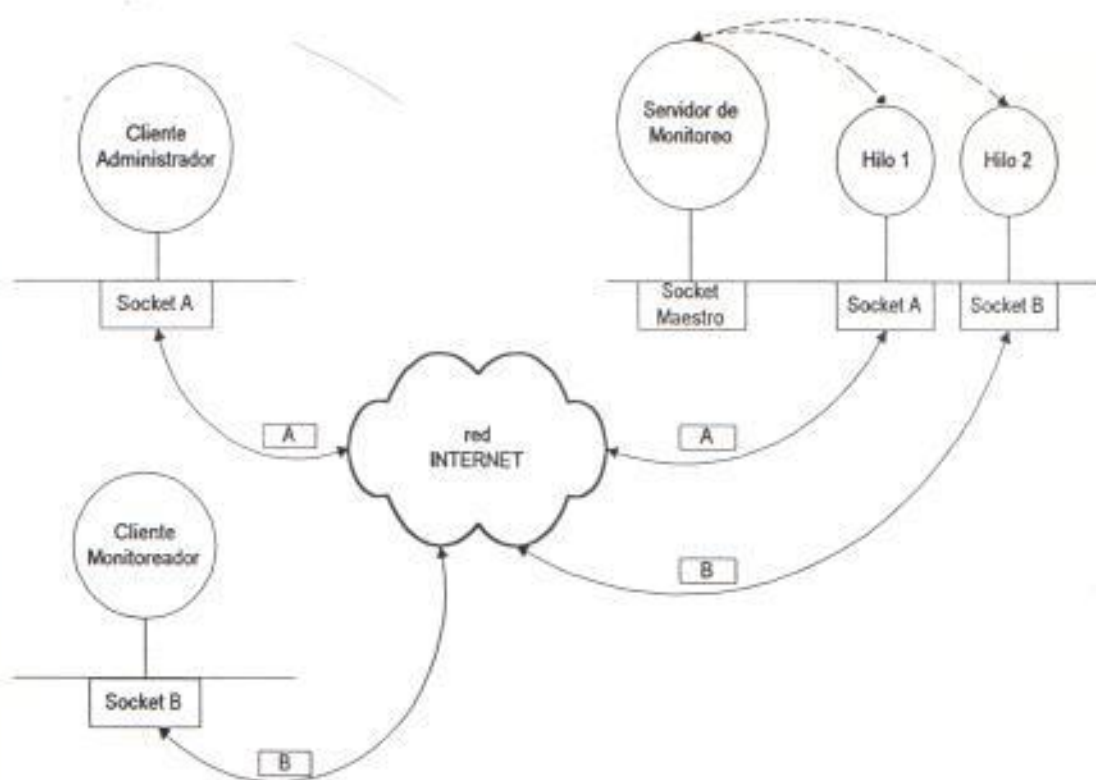 Cliente
Administrador
Servidor de
Monitoreo
Hilo 1
Hilo 2
Socket A
Socket
Maestro
Socket A
Socket B
A
red
INTERNET
A
Cliente
Monitoreador
B
Socket B
B